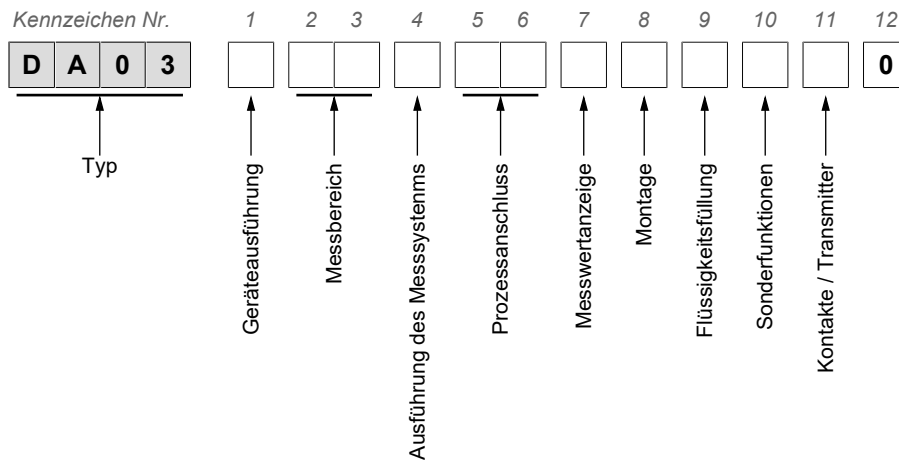 Kennzeichen Nr. 1 2 3 4 5 6 7 8 9 10 11 12
D A 0 3 0
Typ
Geräteausführung
Messbereich
Ausführung des Messsystenms
Prozessanschluss
Messwertanzeige
Montage
Flüssigkeitsfüllung
Sonderfunktionen
Kontakte / Transmitter